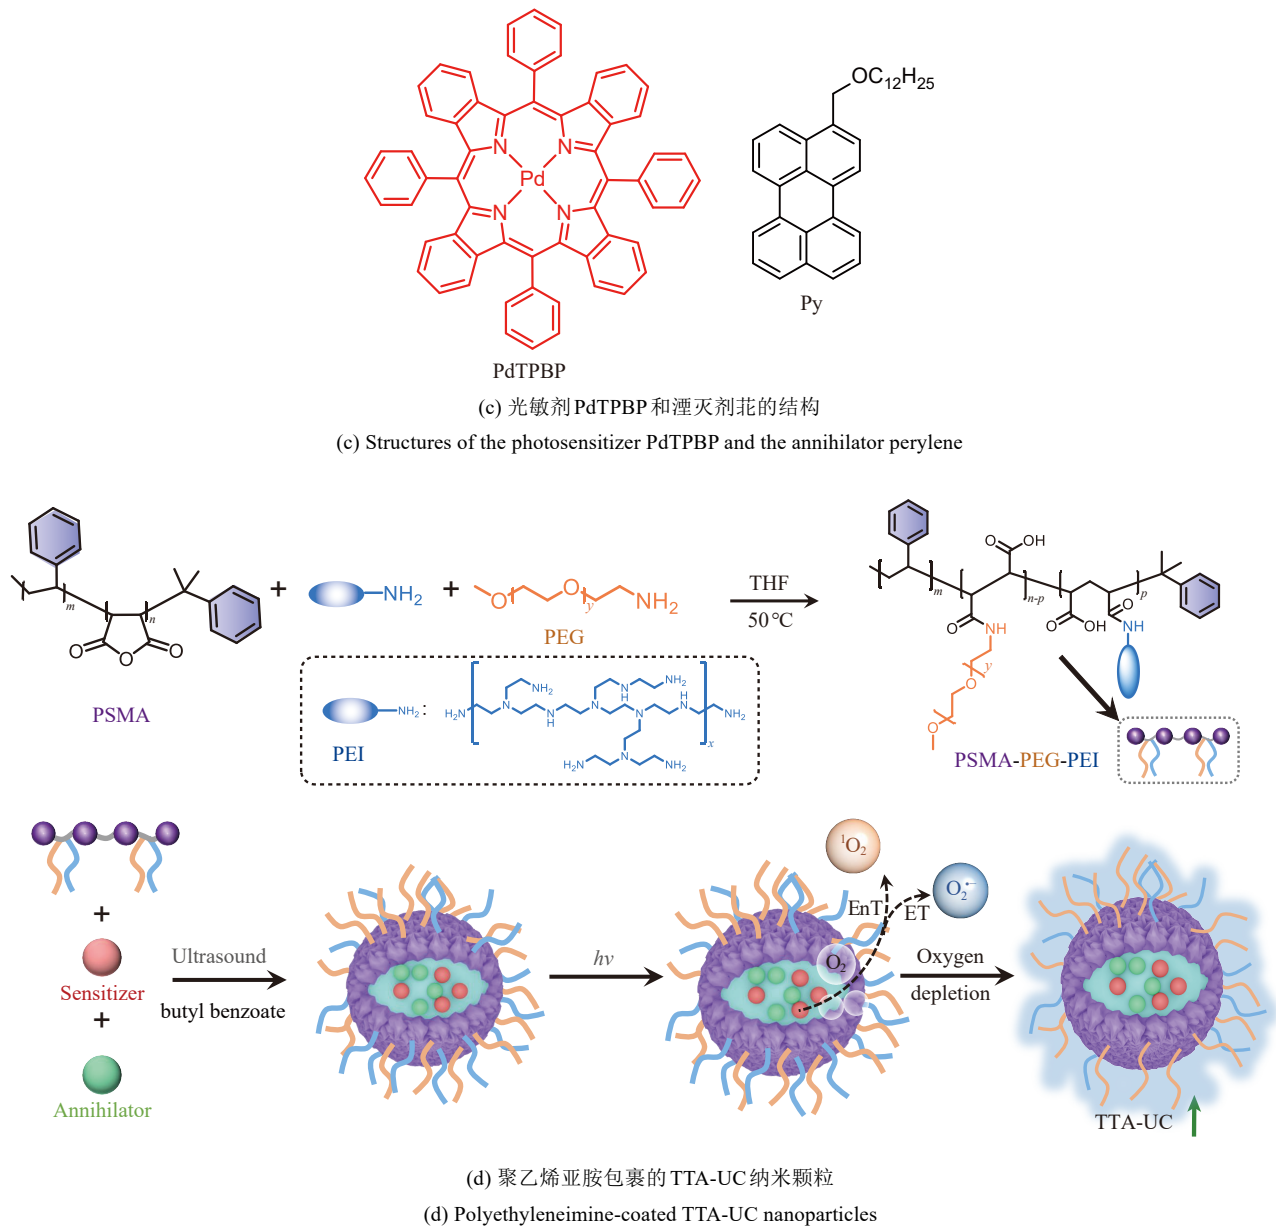 OC12H25
N N
Pd
N N
Py
PdTPBP
(c) 光敏剂PdTPBP和湮灭剂苝的结构
(c) Structures of the photosensitizer PdTPBP and the annihilator perylene
m
n
O O O
PSMA
+
NH2
+
O O y NH2
PEG
THF
50℃
PEI
NH2 :
H2N N NH2 N H N N H NH2 N H NH2 x
H2N N NH2
O OH
m n-p p
O NH
O OH O NH
y
O
O
PSMA-PEG-PEI
+
Sensitizer
+
Annihilator
Ultrasound
butyl benzoate
hv
O2
1O2
EnT
ET
O2•−
Oxygen
depletion
TTA-UC
(d) 聚乙烯亚胺包裹的TTA-UC纳米颗粒
(d) Polyethyleneimine-coated TTA-UC nanoparticles